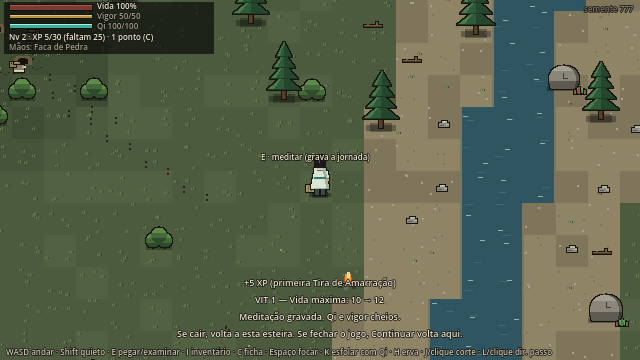 Vida 100%
Vigor 50/50
Qi 100/100
Nv 2 XP 5/30 (faltam 25) · 1 ponto (C)
Mãos: Faca de Pedra
semente 777
E · meditar (grava a jornada)
+5 XP (primeira Tira de Amarração)
VIT 1 — Vida máxima: 10 → 12
Meditação gravada. Qi e vigor cheios.
Se cair, volta a esta esteira. Se fechar o jogo, Continuar volta aqui.
WASD andar · Shift quieto · E pegar/examinar · I inventário · C ficha · Espaço focar · K esfolar com Qi · H erva · J/clique corte · L/clique dir. passo